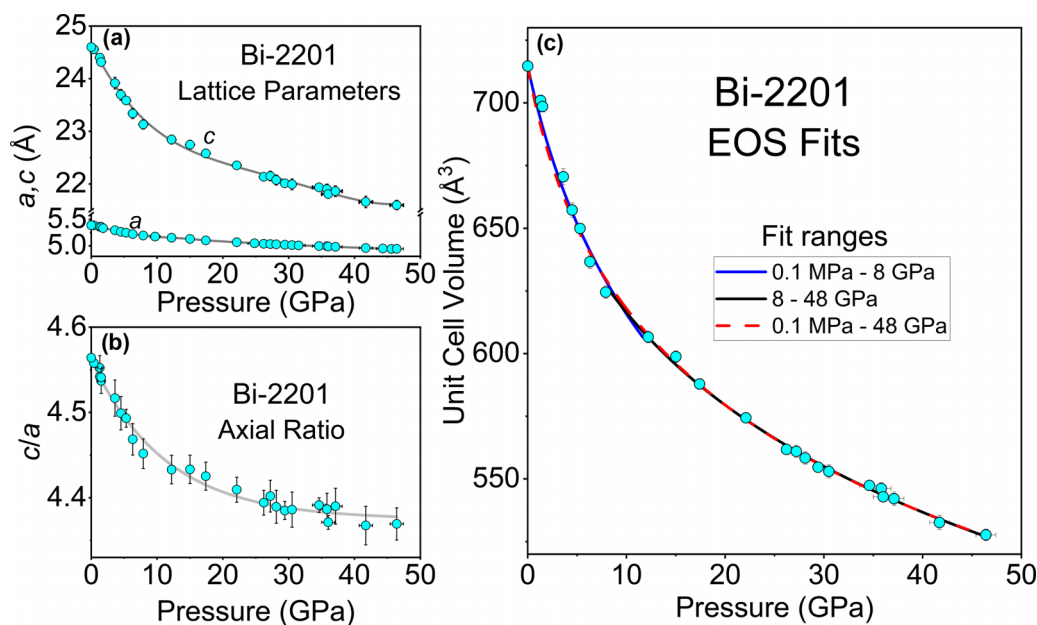 (a)
Bi-2201
Lattice Parameters
c
a
25
24
23
22
5.5
5.0
a,c (Å)
0 10 20 30 40 50
Pressure (GPa)
(b)
Bi-2201
Axial Ratio
4.6
4.5
4.4
c/a
0 10 20 30 40 50
Pressure (GPa)
(c)
Bi-2201
EOS Fits
Fit ranges
0.1 MPa - 8 GPa
8 - 48 GPa
0.1 MPa - 48 GPa
700
650
600
550
Unit Cell Volume (Å³)
0 10 20 30 40 50
Pressure (GPa)